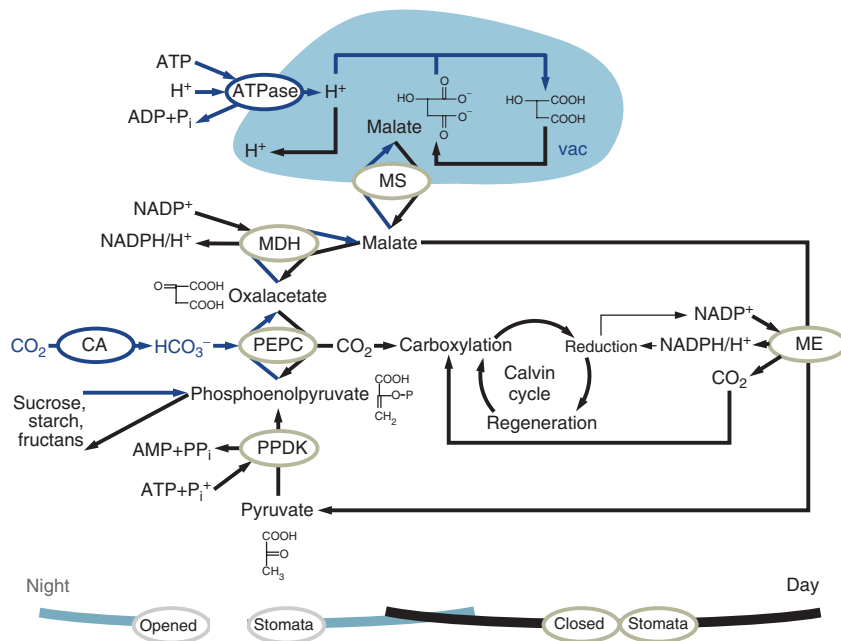 ATP
H⁺
ADP+Pᵢ
ATPase
H⁺
H⁺
HO
O
O⁻
O⁻
O
Malate
HO
COOH
COOH
vac
MS
NADP⁺
NADPH/H⁺
MDH
Malate
O
COOH
COOH
Oxalacetate
CO₂
CA
HCO₃⁻
PEPC
CO₂
Carboxylation
Reduction
NADP⁺
NADPH/H⁺
ME
CO₂
Calvin
cycle
Regeneration
Phosphoenolpyruvate
COOH
O-P
CH₂
Sucrose,
starch,
fructans
AMP+PPᵢ
PPDK
ATP+Pᵢ⁺
Pyruvate
COOH
O
CH₃
Night
Day
Opened
Stomata
Closed
Stomata